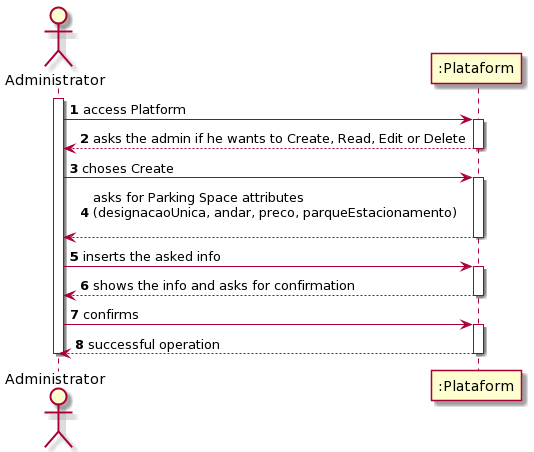 Administrator
:Plataform
1 access Platform
2 asks the admin if he wants to Create, Read, Edit or Delete
3 choses Create
asks for Parking Space attributes
4 (designacaoUnica, andar, preco, parqueEstacionamento)
5 inserts the asked info
6 shows the info and asks for confirmation
7 confirms
8 successful operation
Administrator
:Plataform